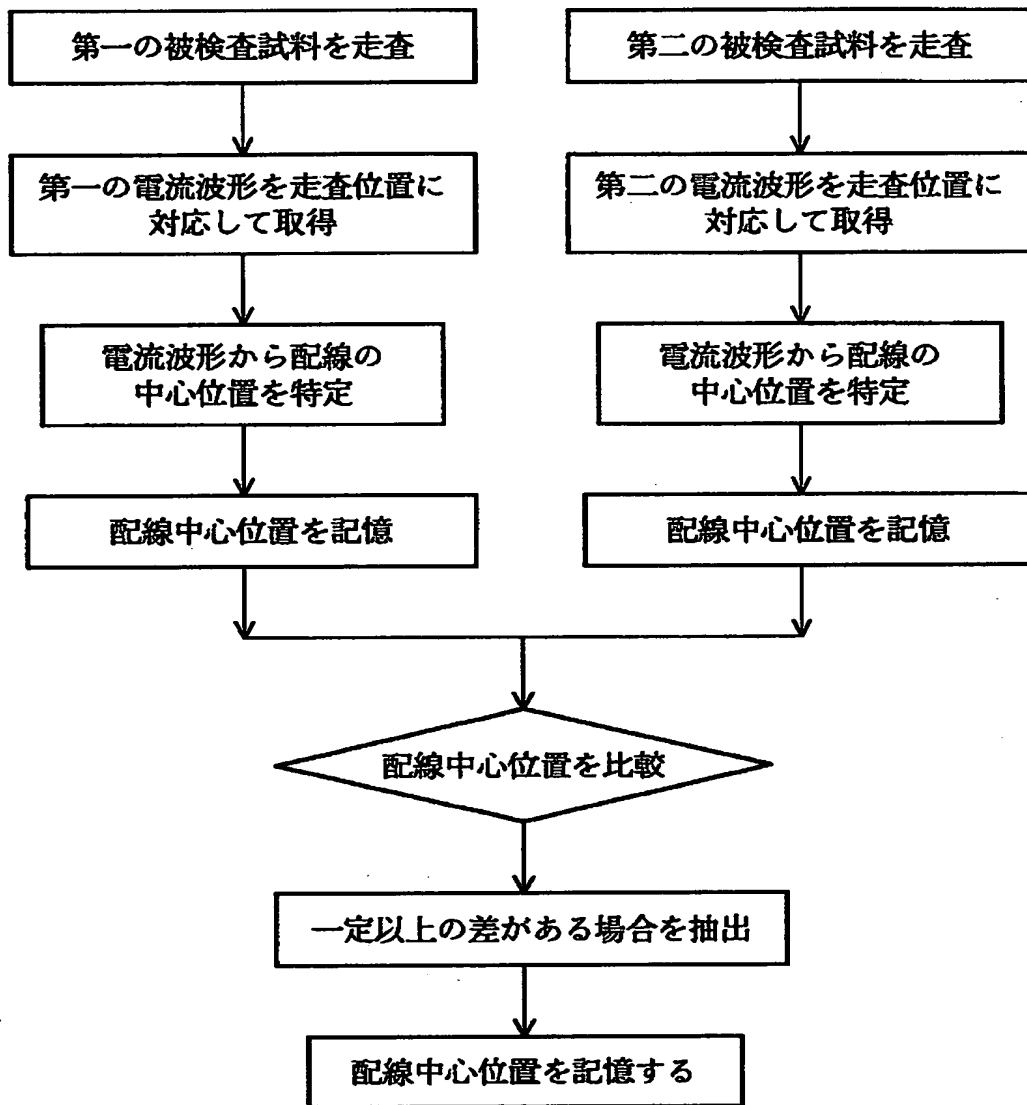 第一の被検査試料を走査
第一の電流波形を走査位置に
対応して取得
電流波形から配線の
中心位置を特定
配線中心位置を記憶
第二の被検査試料を走査
第二の電流波形を走査位置に
対応して取得
電流波形から配線の
中心位置を特定
配線中心位置を記憶
配線中心位置を比較
一定以上の差がある場合を抽出
配線中心位置を記憶する